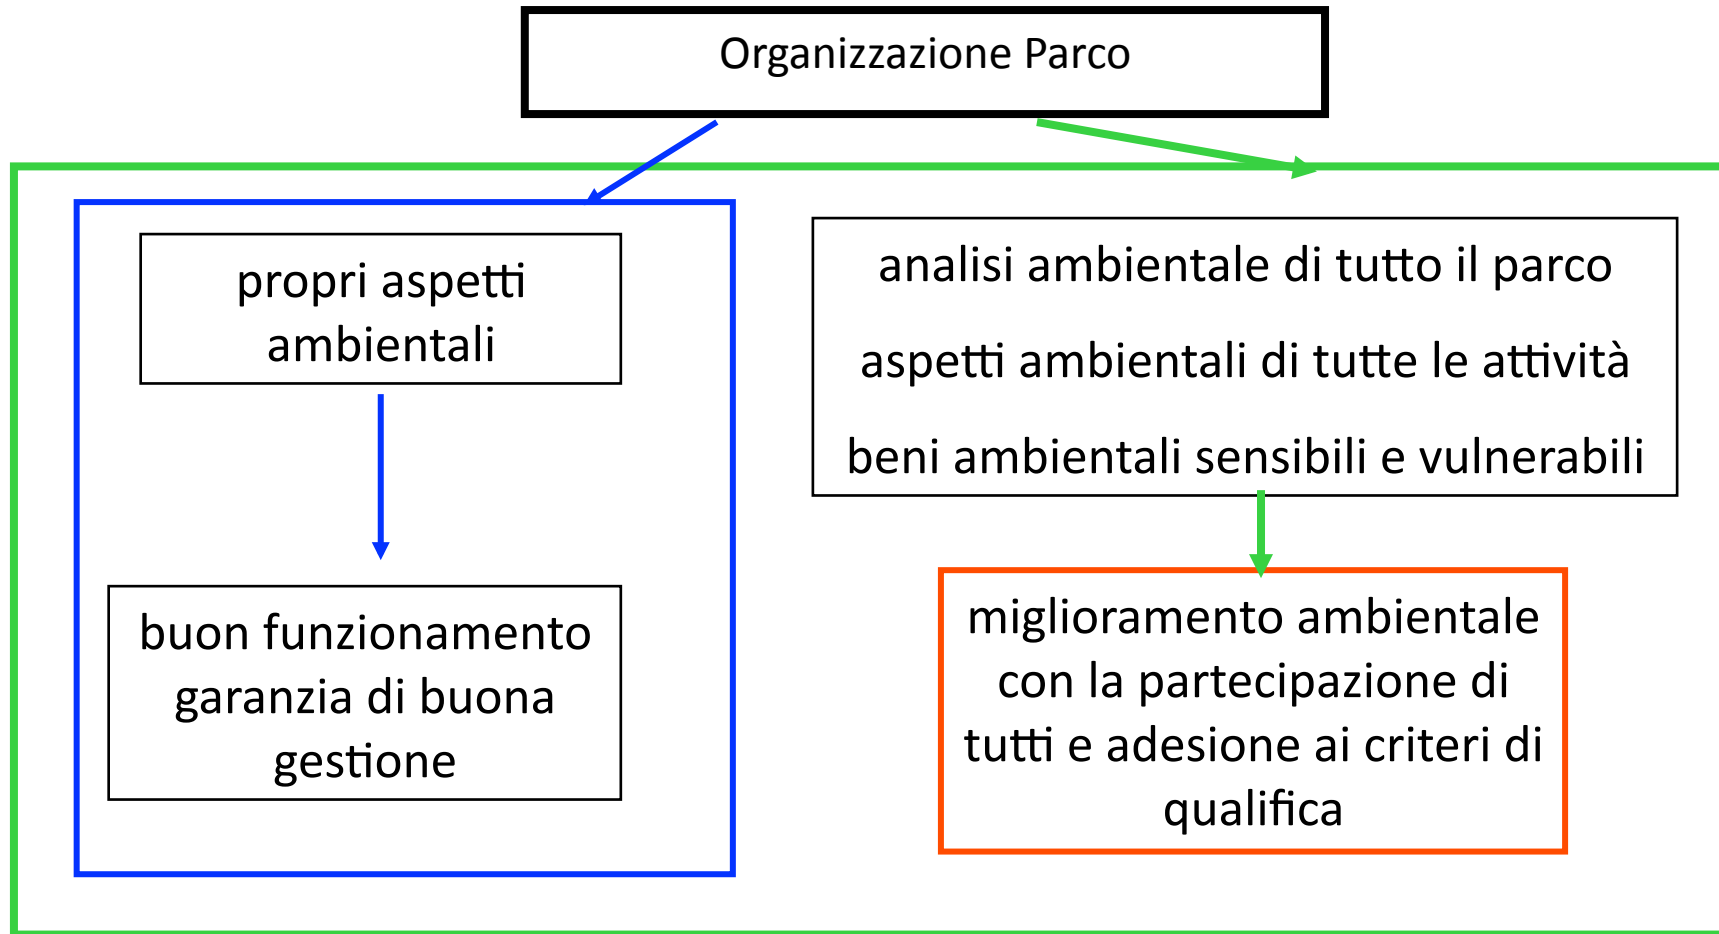 Organizzazione Parco
propri aspetti
ambientali
buon funzionamento
garanzia di buona
gestione
analisi ambientale di tutto il parco
aspetti ambientali di tutte le attività
beni ambientali sensibili e vulnerabili
miglioramento ambientale
con la partecipazione di
tutti e adesione ai criteri di
qualifica